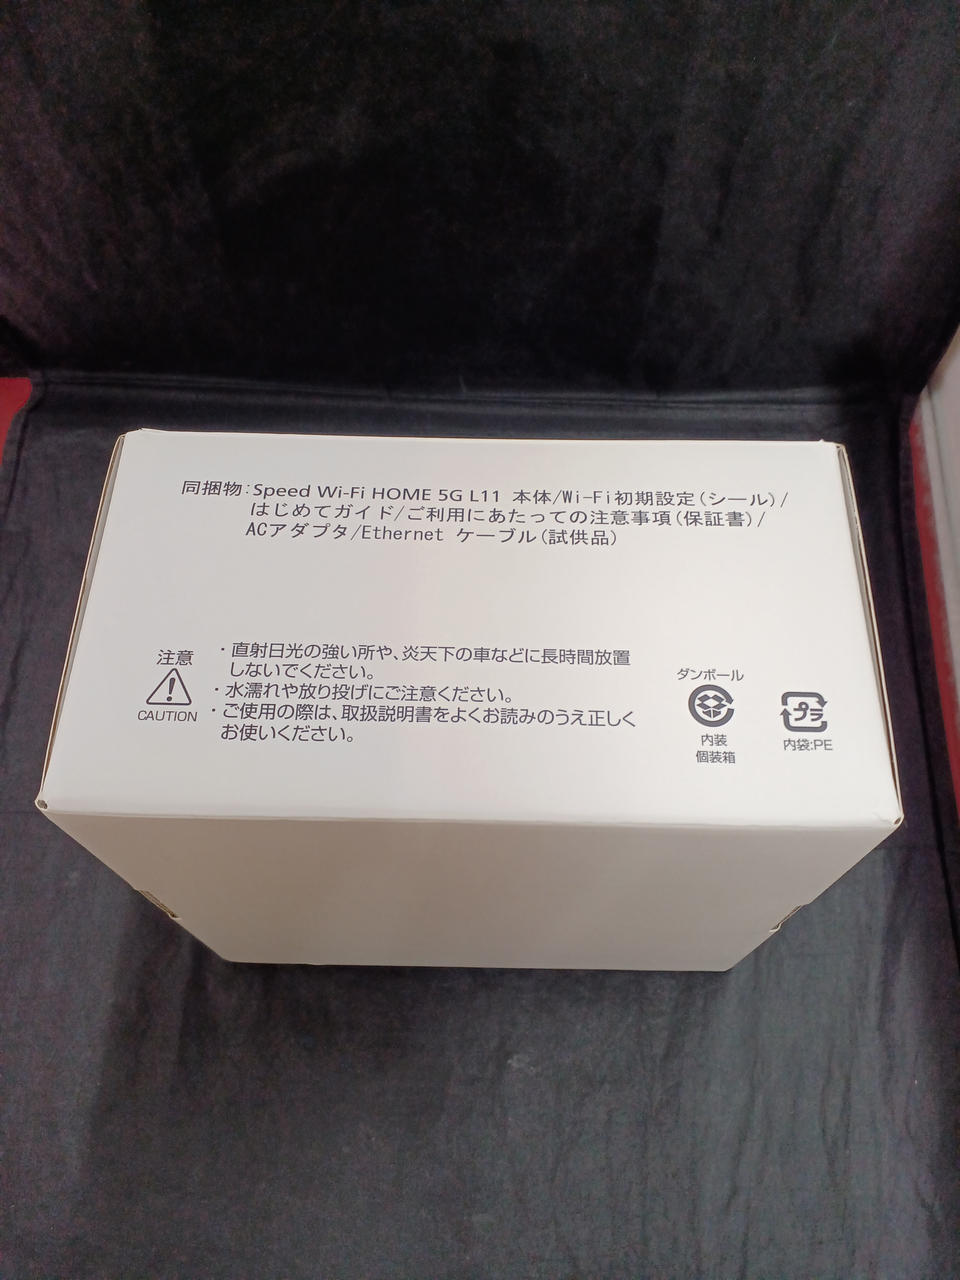 同捆物：Speed Wi-Fi HOME 5G L11 本体/Wi-Fi初期設定（シール）/
はじめてガイド/ご利用にあたっての注意事項（保証書）/
ACアダプタ/Ethernet ケーブル（試供品）
注意
CAUTION
・直射日光の強い所や、炎天下の車などに長時間放置
しないでください。
・水濡れや放り投げにご注意ください。
・ご使用の際は、取扱説明書をよくお読みのうえ正しく
お使いください。
ダンボール
内装
個装箱
プラ
内袋:PE